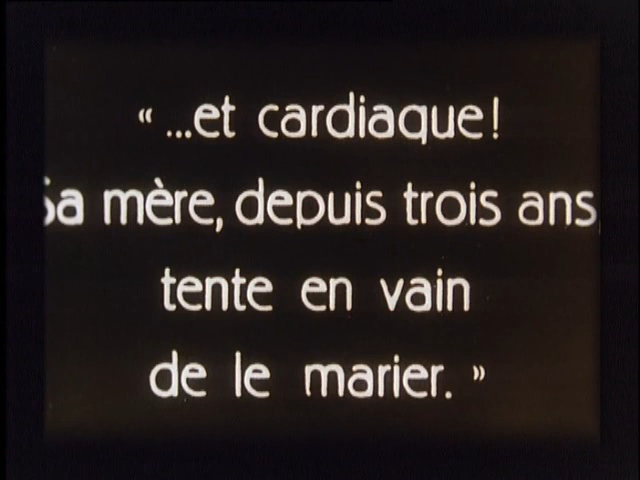 « ...et cardiaque!
Sa mère, depuis trois ans
tente en vain
de le marier. »